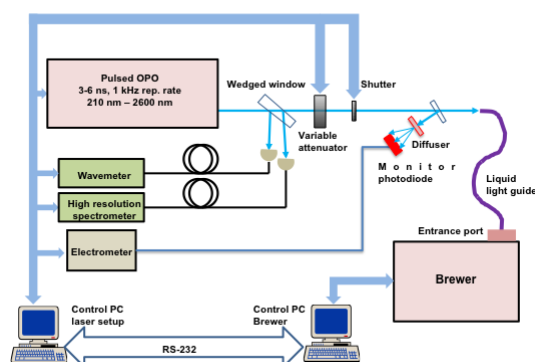 Pulsed OPO
3-6 ns, 1 kHz rep. rate
210 nm – 2600 nm
Wedged window
Shutter
Variable
attenuator
Diffuser
Monitor
photodiode
Liquid
light guide
Wavemeter
High resolution
spectrometer
Electrometer
Entrance port
Brewer
Control PC
laser setup
Control PC
Brewer
RS-232